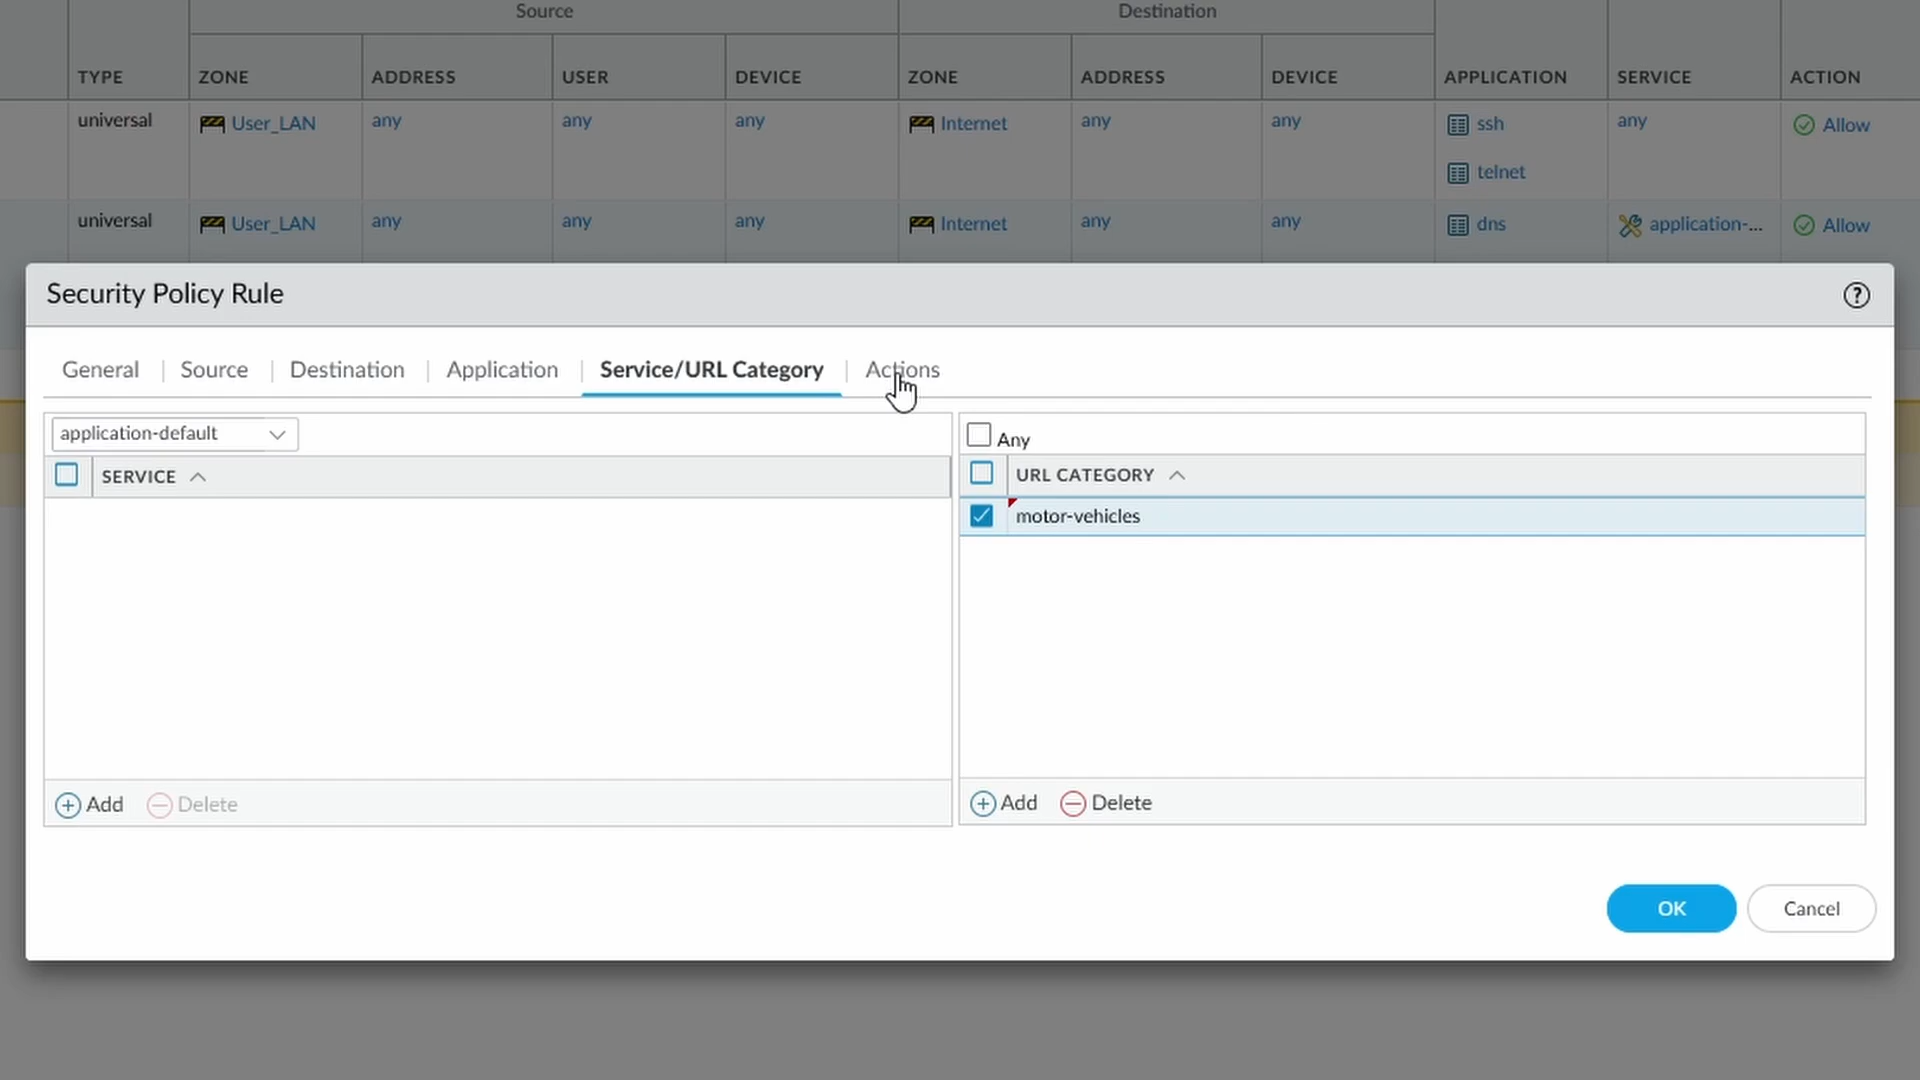 Source Destination
TYPE ZONE ADDRESS USER DEVICE ZONE ADDRESS DEVICE APPLICATION SERVICE ACTION
universal User_LAN any any any Internet any any ssh any Allow
telnet
universal User_LAN any any any Internet any any dns application-... Allow
Security Policy Rule ?
General Source Destination Application Service/URL Category Actions
application-default
Any
SERVICE
URL CATEGORY
motor-vehicles
Add Delete
Add Delete
OK Cancel